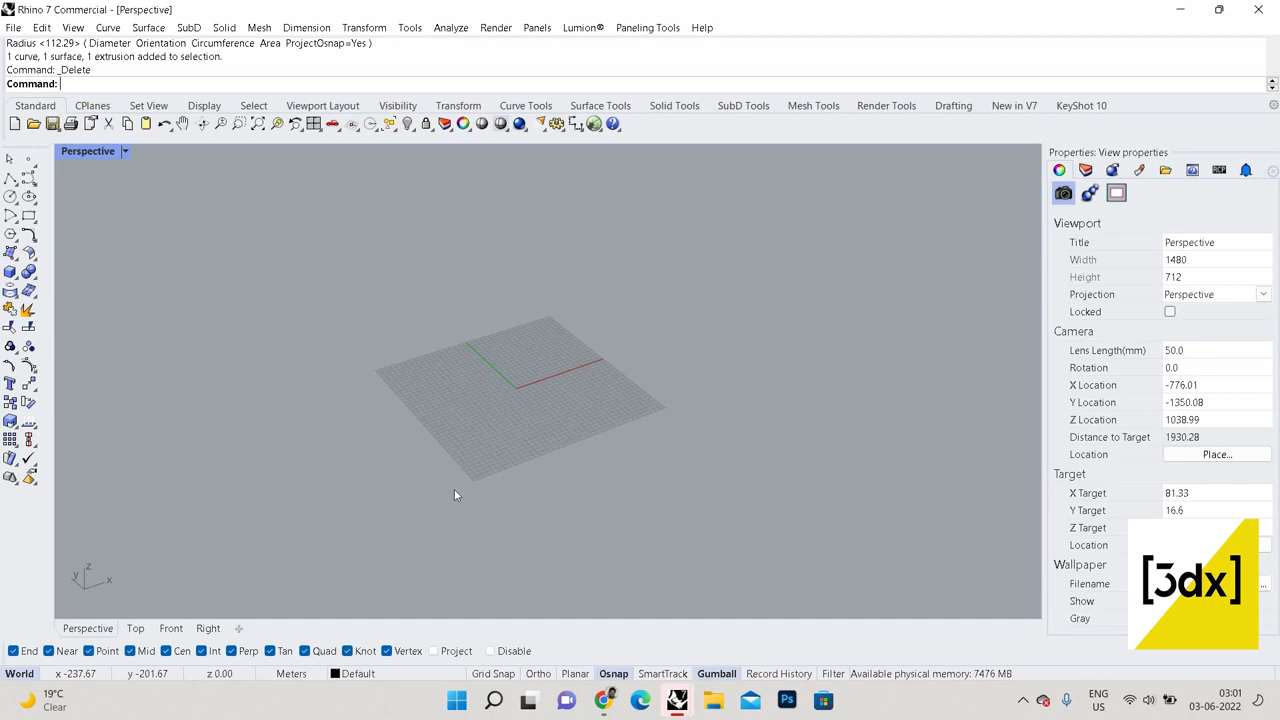 Rhino 7 Commercial - [Perspective]
File Edit View Curve Surface SubD Solid Mesh Dimension Transform Tools Analyze Render Panels Lumion® Paneling Tools Help
Radius <112.29> ( Diameter Orientation Circumference Area ProjectOsnap=Yes )
1 curve, 1 surface, 1 extrusion added to selection.
Command: _Delete
Command:
Standard CPlanes Set View Display Select Viewport Layout Visibility Transform Curve Tools Surface Tools Solid Tools SubD Tools Mesh Tools Render Tools Drafting New in V7 KeyShot 10
Perspective
Properties: View properties
RCP
Viewport
Title Perspective
Width 1480
Height 712
Projection Perspective
Locked
Camera
Lens Length(mm) 50.0
Rotation 0.0
X Location -776.01
Y Location -1350.08
Z Location 1038.99
Distance to Target 1930.28
Location Place...
Target
X Target 81.33
Y Target 16.6
Z Target
Location
Wallpaper
Filename ...
Show
Gray
[3dx]
z
y x
Perspective Top Front Right
End Near Point Mid Cen Int Perp Tan Quad Knot Vertex Project Disable
World x -237.67 y -201.67 z 0.00 Meters Default Grid Snap Ortho Planar Osnap SmartTrack Gumball Record History Filter Available physical memory: 7476 MB
19°C
Clear
Ps
ENG
US
03:01
03-06-2022